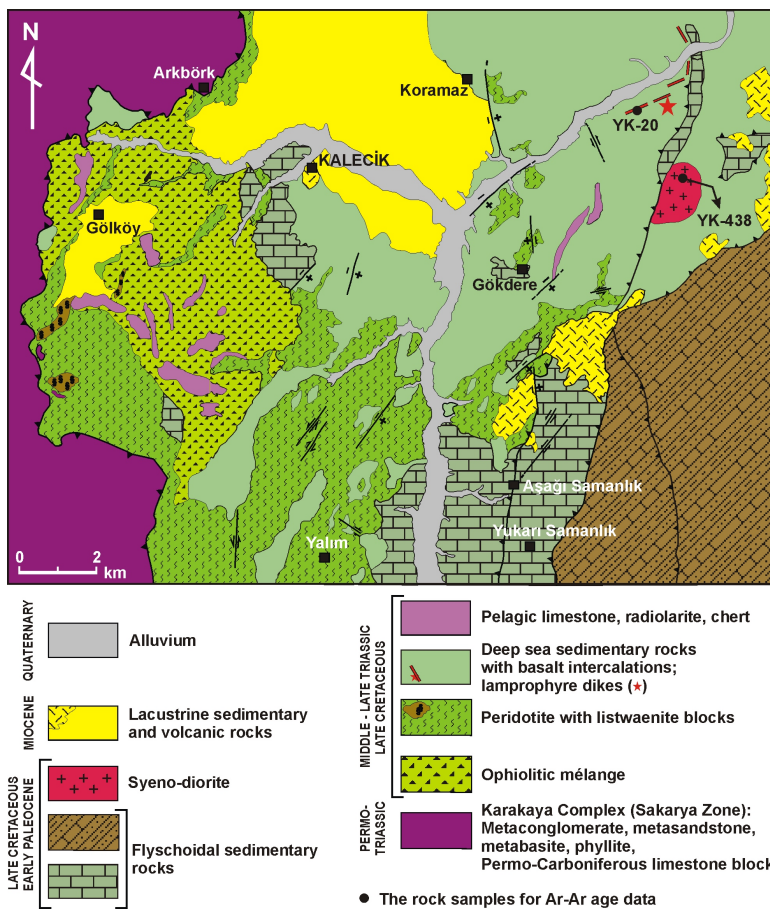 N
Arkbörk
Koramaz
YK-20
KALECİK
YK-438
Gölköy
Gökdere
Aşağı Samanlık
Yukarı Samanlık
Yalım
0 2
km
QUATERNARY
Alluvium
MIOCENE
Lacustrine sedimentary
and volcanic rocks
LATE CRETACEOUS
EARLY PALEOCENE
Syeno-diorite
Flyschoidal sedimentary
rocks
MIDDLE - LATE TRIASSIC
LATE CRETACEOUS
Pelagic limestone, radiolarite, chert
Deep sea sedimentary rocks
with basalt intercalations;
lamprophyre dikes (★)
Peridotite with listwaenite blocks
Ophiolitic mélange
PERMO-
TRIASSIC
Karakaya Complex (Sakarya Zone):
Metaconglomerate, metasandstone,
metabasite, phyllite,
Permo-Carboniferous limestone block
The rock samples for Ar-Ar age data